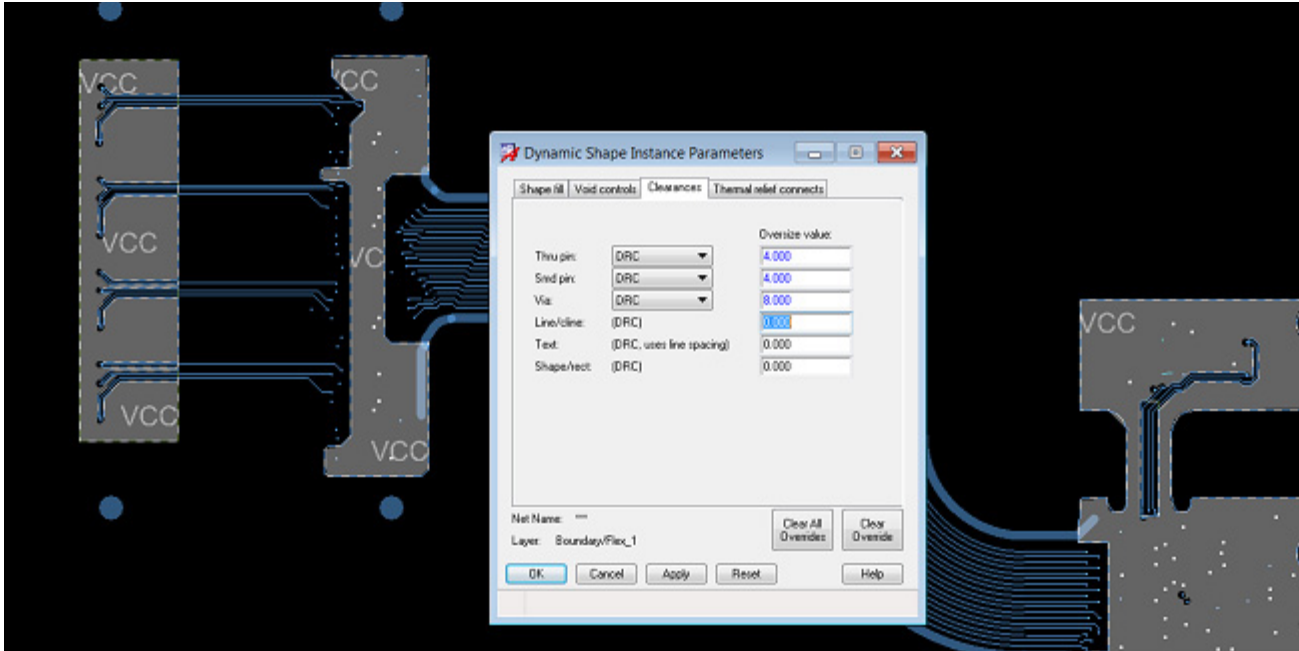 VCC
VCC
VCC
VCC
VCC
VCC
VCC
VCC
Dynamic Shape Instance Parameters
Shape fill Void controls Clearances Thermal relief connects
Oversize value:
Thru pin: DRC 4.000
Smd pin: DRC 4.000
Via: DRC 8.000
Line/cline: (DRC) 0.000
Text: (DRC, uses line spacing) 0.000
Shape/rect: (DRC) 0.000
Net Name: ""
Layer: Boundary/Flex_1
Clear All Overrides
Clear Override
OK Cancel Apply Reset Help